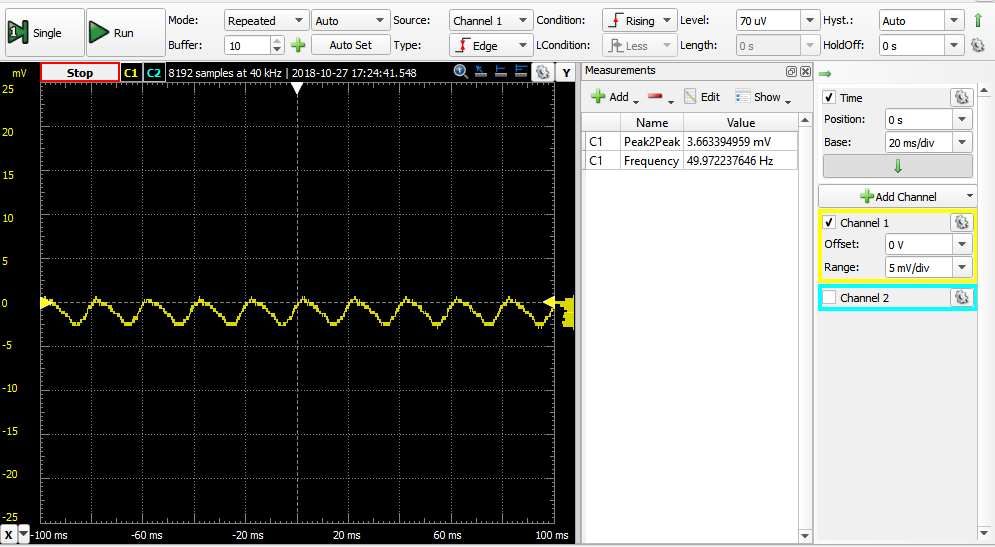 1 Single Run Mode: Repeated Auto Source: Channel 1 Condition: Rising Level: 70 uV Hyst.: Auto
Buffer: 10 Auto Set Type: Edge LCondition: Less Length: 0 s HoldOff: 0 s
mV Stop C1 C2 8192 samples at 40 kHz | 2018-10-27 17:24:41.548 Y
25
20
15
10
5
0
-5
-10
-15
-20
-25
X -100 ms -60 ms -20 ms 20 ms 60 ms 100 ms
Measurements
Add Edit Show
Name Value
C1 Peak2Peak 3.663394959 mV
C1 Frequency 49.972237646 Hz
Time
Position: 0 s
Base: 20 ms/div
Add Channel
Channel 1
Offset: 0 V
Range: 5 mV/div
Channel 2